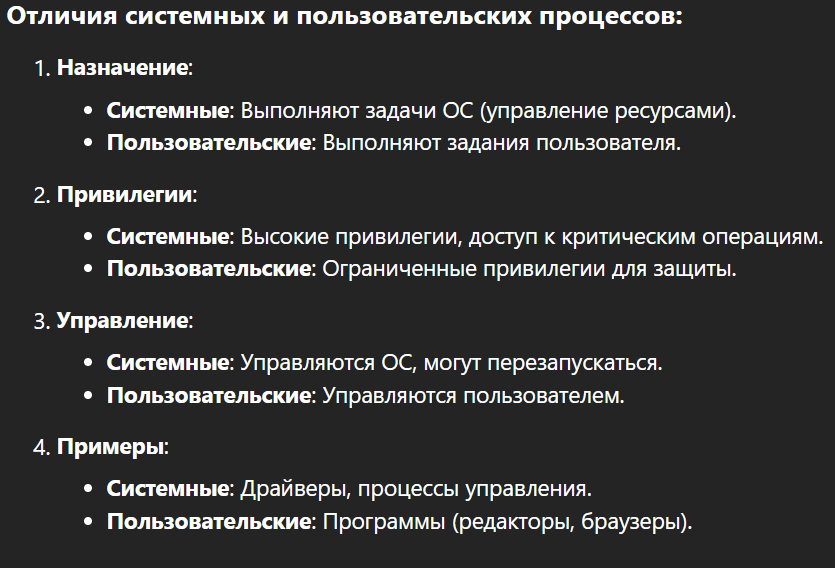 Отличия системных и пользовательских процессов:
1. Назначение:
• Системные: Выполняют задачи ОС (управление ресурсами).
• Пользовательские: Выполняют задания пользователя.
2. Привилегии:
• Системные: Высокие привилегии, доступ к критическим операциям.
• Пользовательские: Ограниченные привилегии для защиты.
3. Управление:
• Системные: Управляются ОС, могут перезапускаться.
• Пользовательские: Управляются пользователем.
4. Примеры:
• Системные: Драйверы, процессы управления.
• Пользовательские: Программы (редакторы, браузеры).